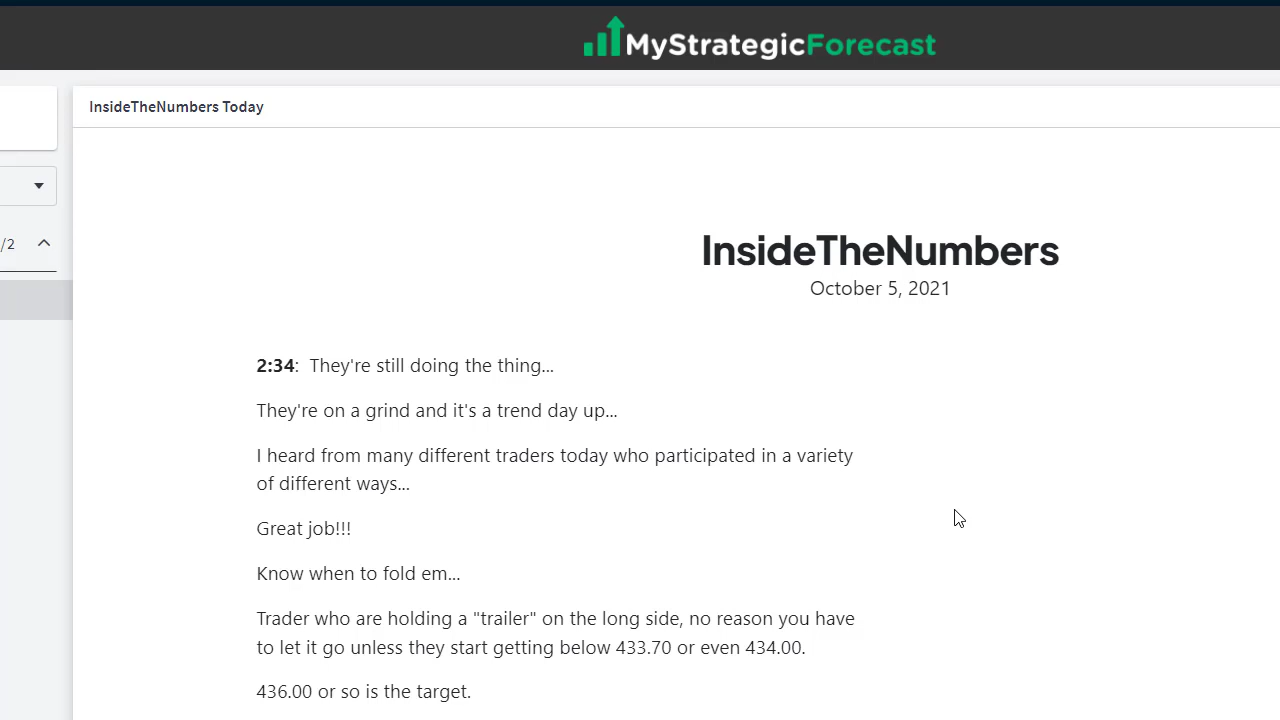 MyStrategicForecast
InsideTheNumbers Today
/2
InsideTheNumbers
October 5, 2021
2:34:  They're still doing the thing...
They're on a grind and it's a trend day up...
I heard from many different traders today who participated in a variety
of different ways...
Great job!!!
Know when to fold em...
Trader who are holding a "trailer" on the long side, no reason you have
to let it go unless they start getting below 433.70 or even 434.00.
436.00 or so is the target.